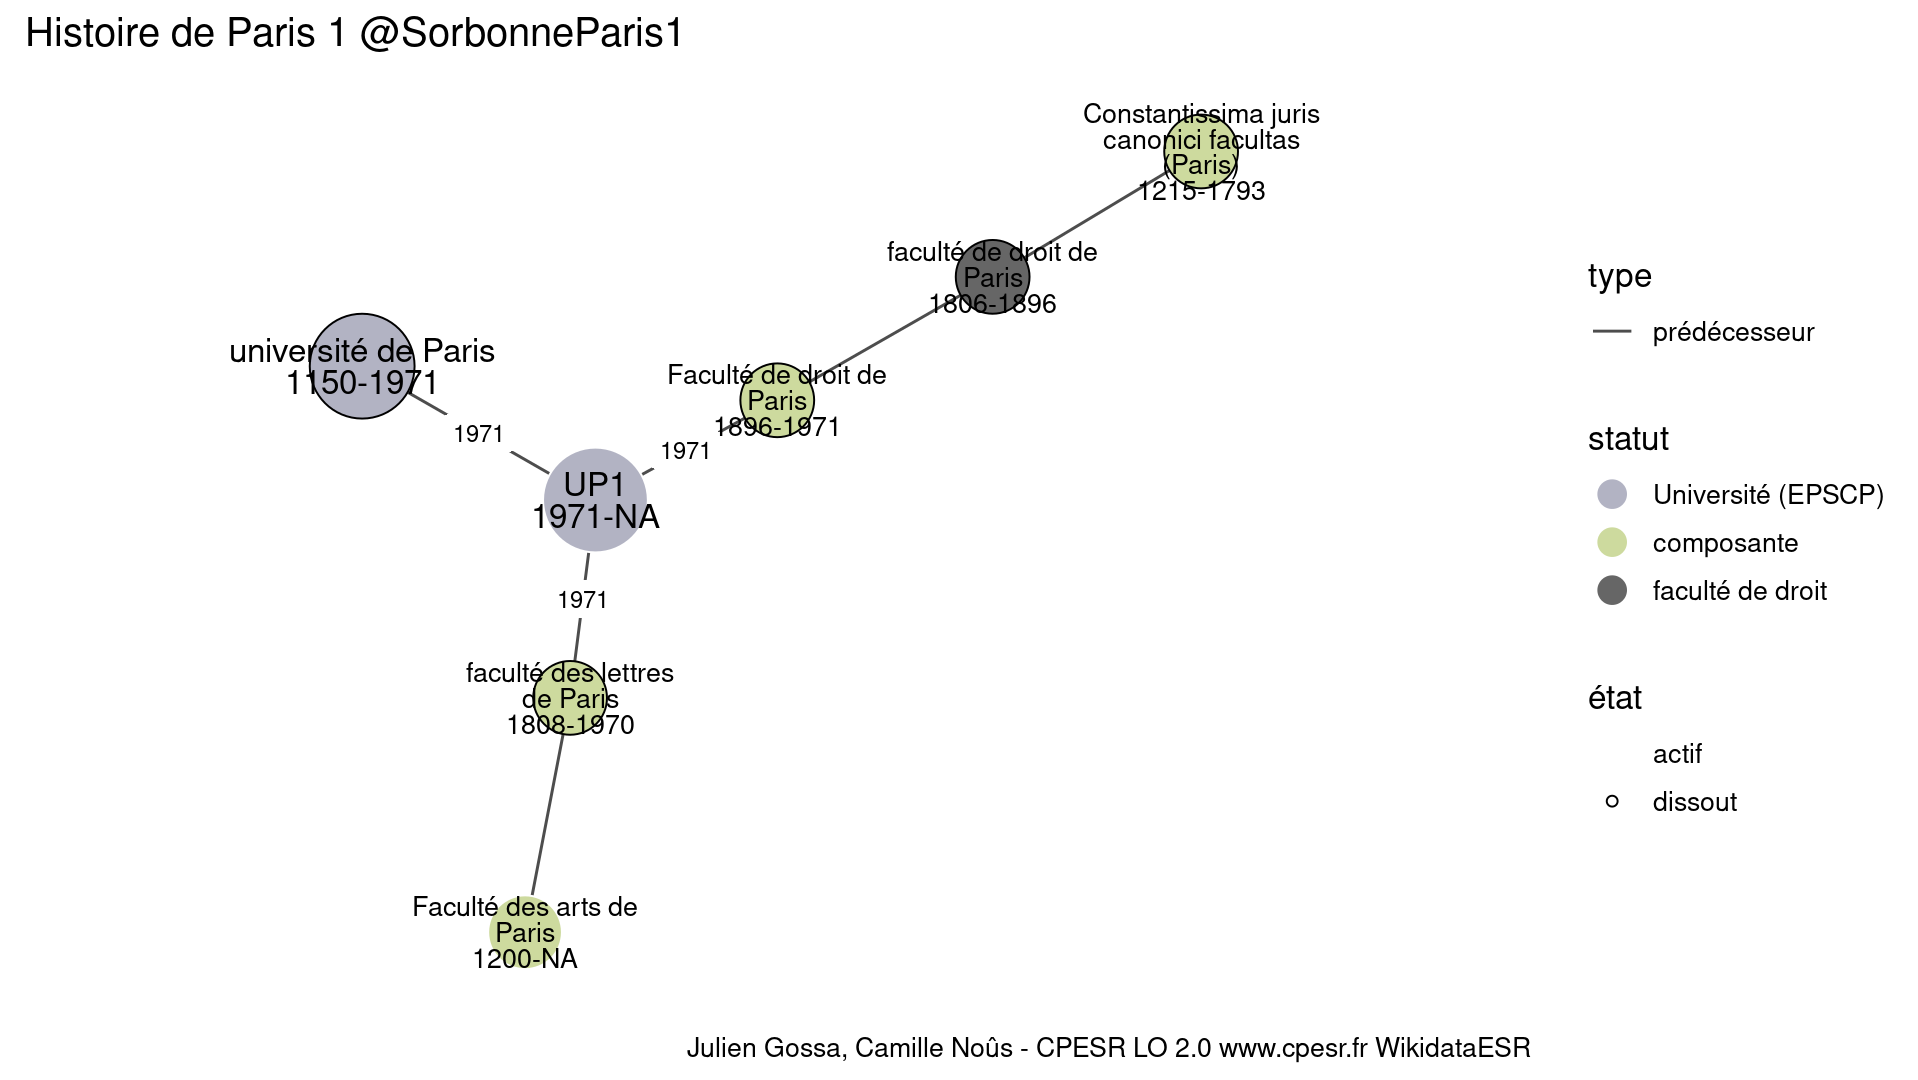 Histoire de Paris 1 @SorbonneParis1
Constantissima juris
canonici facultas
(Paris)
1215-1793
faculté de droit de
Paris
1806-1896
université de Paris
1150-1971
Faculté de droit de
Paris
1896-1971
1971
1971
UP1
1971-NA
1971
faculté des lettres
de Paris
1808-1970
Faculté des arts de
Paris
1200-NA
type
prédécesseur
statut
Université (EPSCP)
composante
faculté de droit
état
actif
dissout
Julien Gossa, Camille Noûs - CPESR LO 2.0 www.cpesr.fr WikidataESR